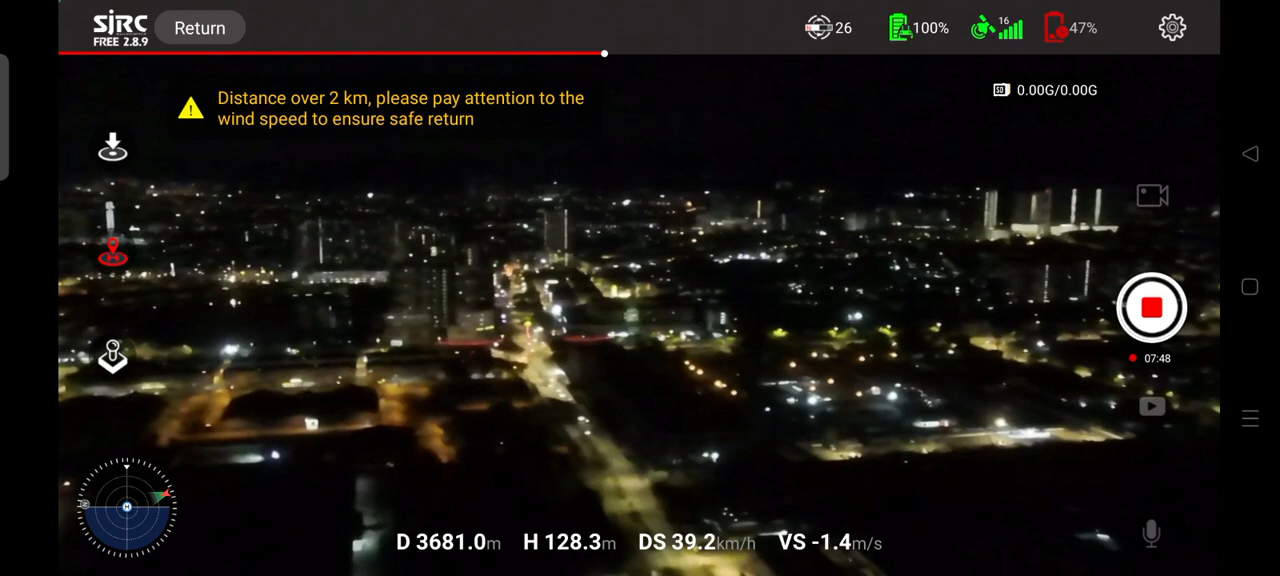 SJRC
FREE 2.8.9
Return
26
100%
16
47%
Distance over 2 km, please pay attention to the
wind speed to ensure safe return
SD 0.00G/0.00G
07:48
H
D 3681.0m H 128.3m DS 39.2km/h VS -1.4m/s